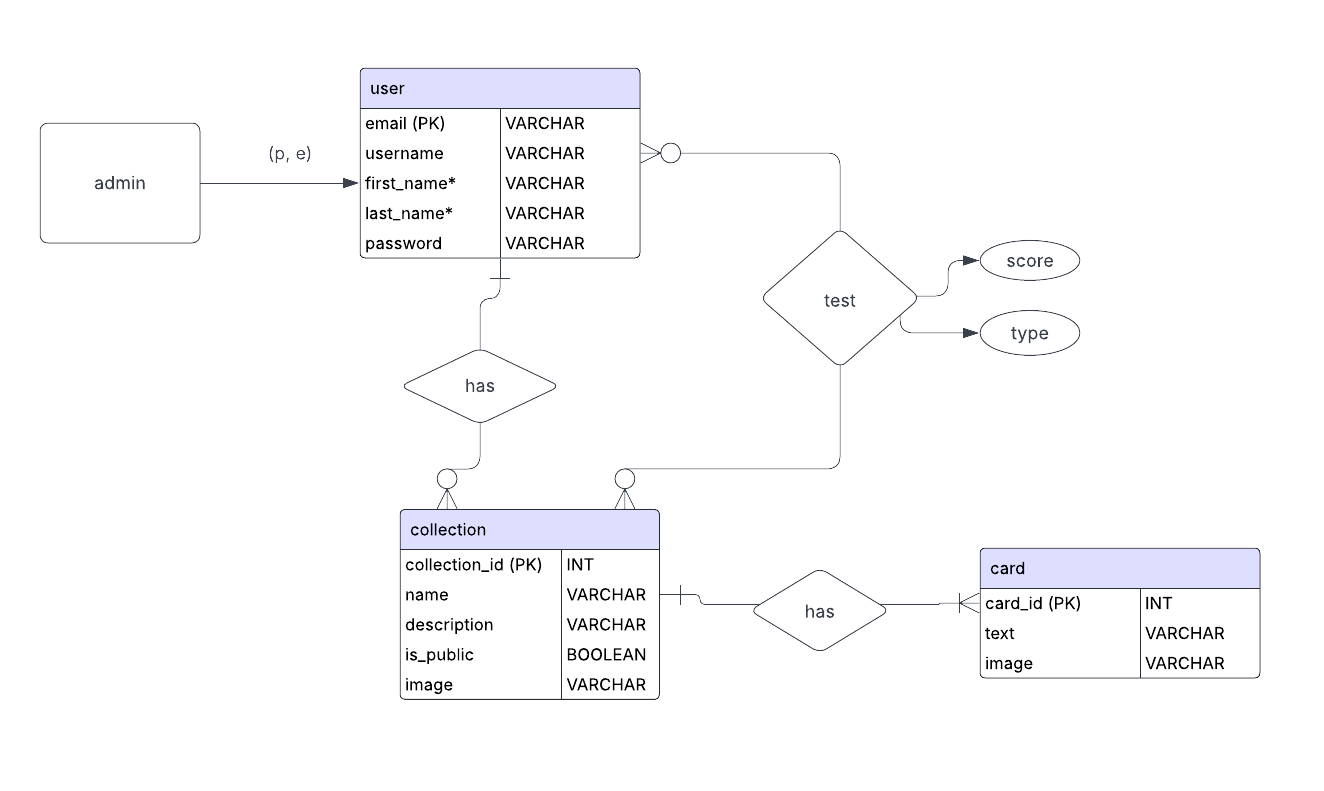 user
email (PK) VARCHAR
username VARCHAR
first_name* VARCHAR
last_name* VARCHAR
password VARCHAR
admin
(p, e)
test
score
type
has
collection
collection_id (PK) INT
name VARCHAR
description VARCHAR
is_public BOOLEAN
image VARCHAR
has
card
card_id (PK) INT
text VARCHAR
image VARCHAR